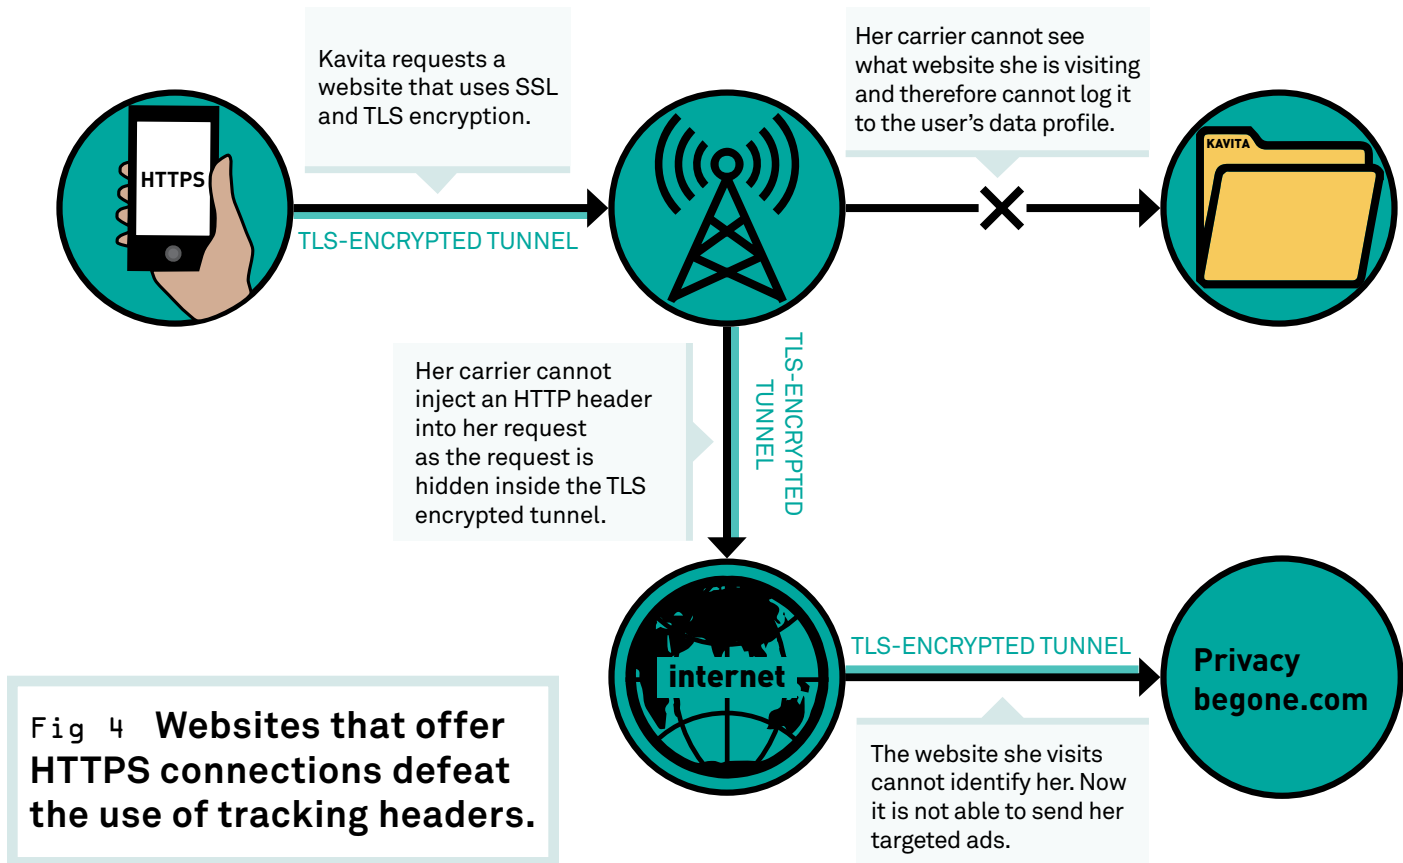 Kavita requests a
website that uses SSL
and TLS encryption.
Her carrier cannot see
what website she is visiting
and therefore cannot log it
to the user’s data profile.
HTTPS
KAVITA
TLS-ENCRYPTED TUNNEL
Her carrier cannot
inject an HTTP header
into her request
as the request is
hidden inside the TLS
encrypted tunnel.
TLS-ENCRYPTED
TUNNEL
internet
TLS-ENCRYPTED TUNNEL
Privacy
begone.com
The website she visits
cannot identify her. Now
it is not able to send her
targeted ads.
Fig 4 Websites that offer
HTTPS connections defeat
the use of tracking headers.